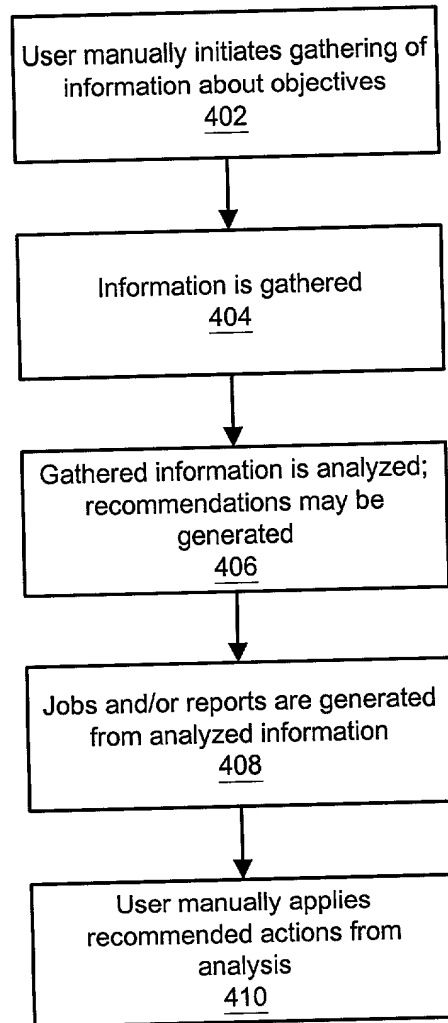 User manually initiates gathering of
information about objectives
402
Information is gathered
404
Gathered information is analyzed;
recommendations may be
generated
406
Jobs and/or reports are generated
from analyzed information
408
User manually applies
recommended actions from
analysis
410